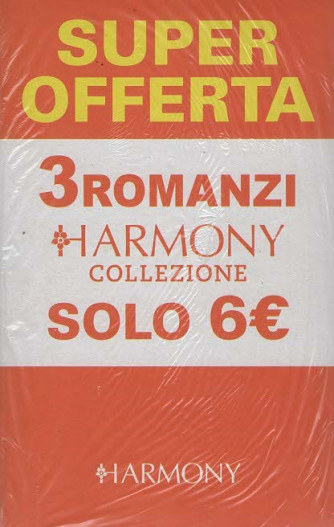 SUPER
OFFERTA
3ROMANZI
HARMONY
COLLEZIONE
SOLO 6€
HARMONY